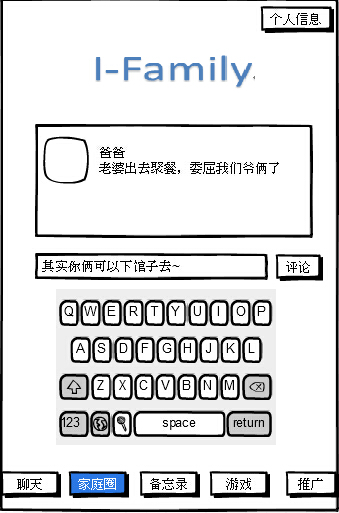 个人信息
I-Family
爸爸
老婆出去聚餐，委屈我们爷俩了
其实你俩可以下馆子去~
评论
Q W E R T Y U I O P
A S D F G H J K L
Z X C V B N M
123 space return
聊天 家庭圈 备忘录 游戏 推广